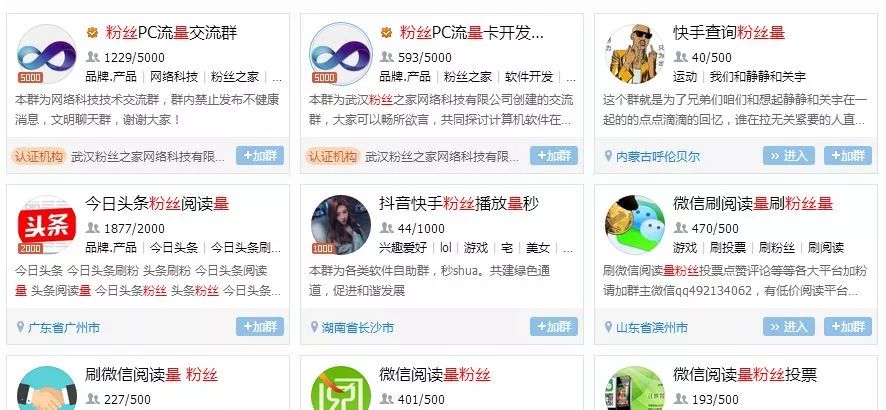 粉丝PC流量交流群
1229/5000
5000
品牌.产品 | 网络科技 | 粉丝之家 | ...
本群为网络科技技术交流群，群内禁止发布不健康
消息，文明聊天群，谢谢大家！
认证机构 武汉粉丝之家网络科技有限...
+加群
粉丝PC流量卡开发...
593/5000
5000
品牌.产品 | 粉丝之家 | 软件开发 | ...
本群为武汉粉丝之家网络科技有限公司创建的交流
群，大家可以畅所欲言，共同探讨计算机软件在...
认证机构 武汉粉丝之家网络科技有限...
+加群
快手查询粉丝量
40/500
运动 | 我们和静静和关宇
这个群就是为了兄弟们咱们和想起静静和关宇在一
起的的点点滴滴的回忆，谁在拉无关紧要的人直...
内蒙古呼伦贝尔
» 进入
+加群
今日头条粉丝阅读量
1877/2000
头条
2000
品牌.产品 | 今日头条 | 今日头条刷...
今日头条 今日头条刷粉 头条刷粉 今日头条阅读
量 头条阅读量 今日头条粉丝 头条粉丝 今日头条...
广东省广州市
+加群
抖音快手粉丝播放量秒
44/1000
1000
兴趣爱好 | lol | 游戏 | 宅 | 美女 | ...
本群为各类软件自助群，秒shua。共建绿色通
道，促进和谐发展
湖南省长沙市
+加群
微信刷阅读量刷粉丝量
470/500
游戏 | 刷投票 | 刷粉丝 | 刷阅读
刷微信阅读量粉丝投票点赞评论等等各大平台加粉
请加群主微信qq492134062，有低价阅读平台...
山东省滨州市
» 进入
+加群
刷微信阅读量 粉丝
227/500
微信阅读量粉丝
401/500
微信阅读量粉丝投票
193/500